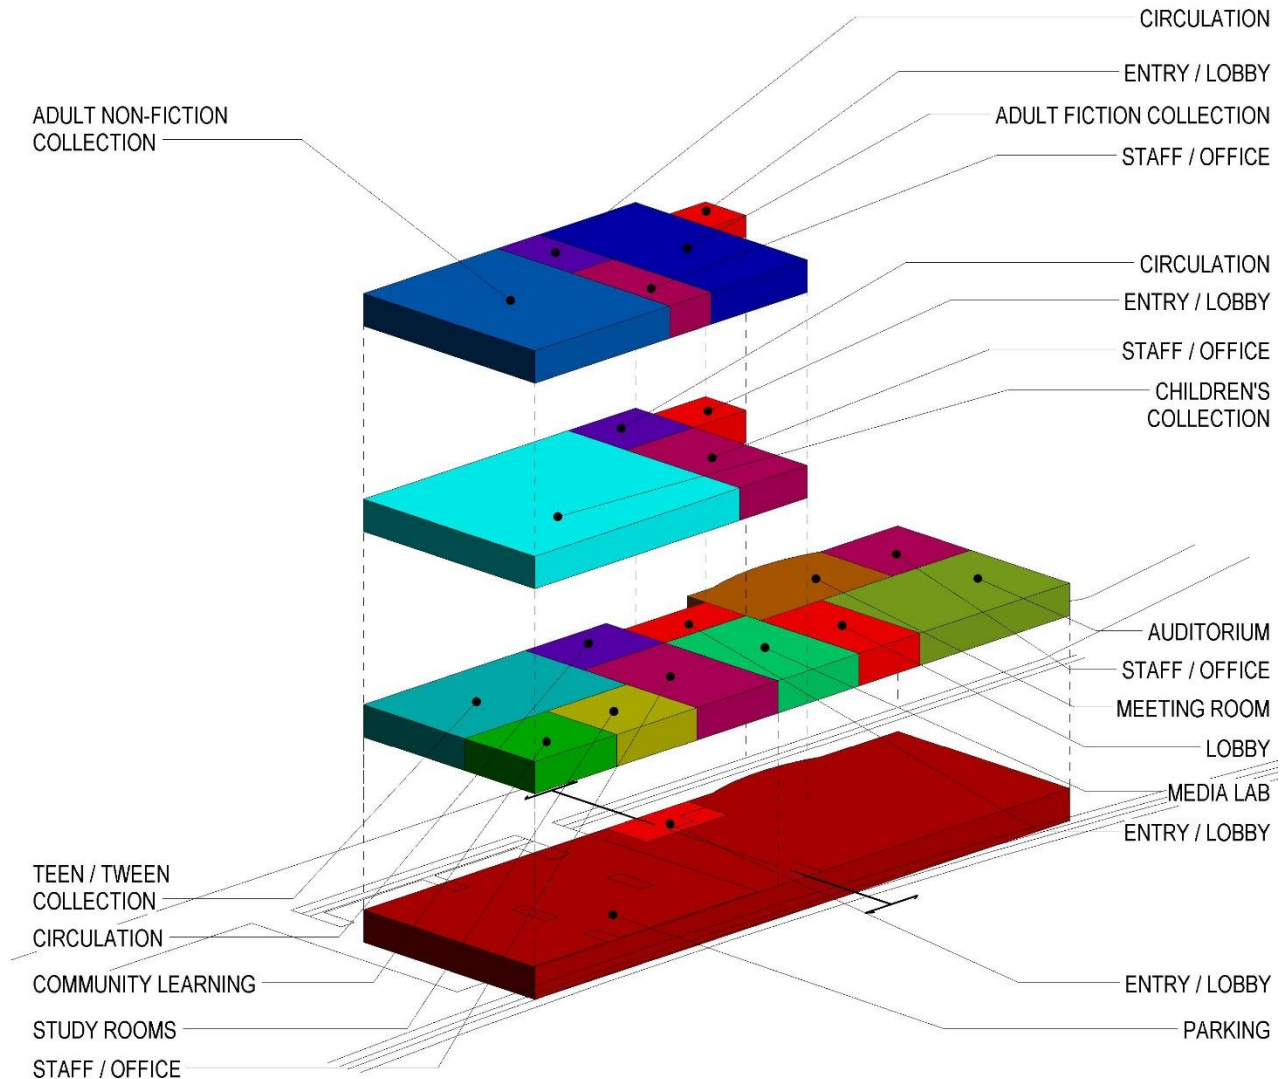 CIRCULATION
ENTRY / LOBBY
ADULT NON-FICTION
COLLECTION
ADULT FICTION COLLECTION
STAFF / OFFICE
CIRCULATION
ENTRY / LOBBY
STAFF / OFFICE
CHILDREN'S
COLLECTION
AUDITORIUM
STAFF / OFFICE
MEETING ROOM
LOBBY
MEDIA LAB
ENTRY / LOBBY
TEEN / TWEEN
COLLECTION
CIRCULATION
COMMUNITY LEARNING
STUDY ROOMS
STAFF / OFFICE
ENTRY / LOBBY
PARKING